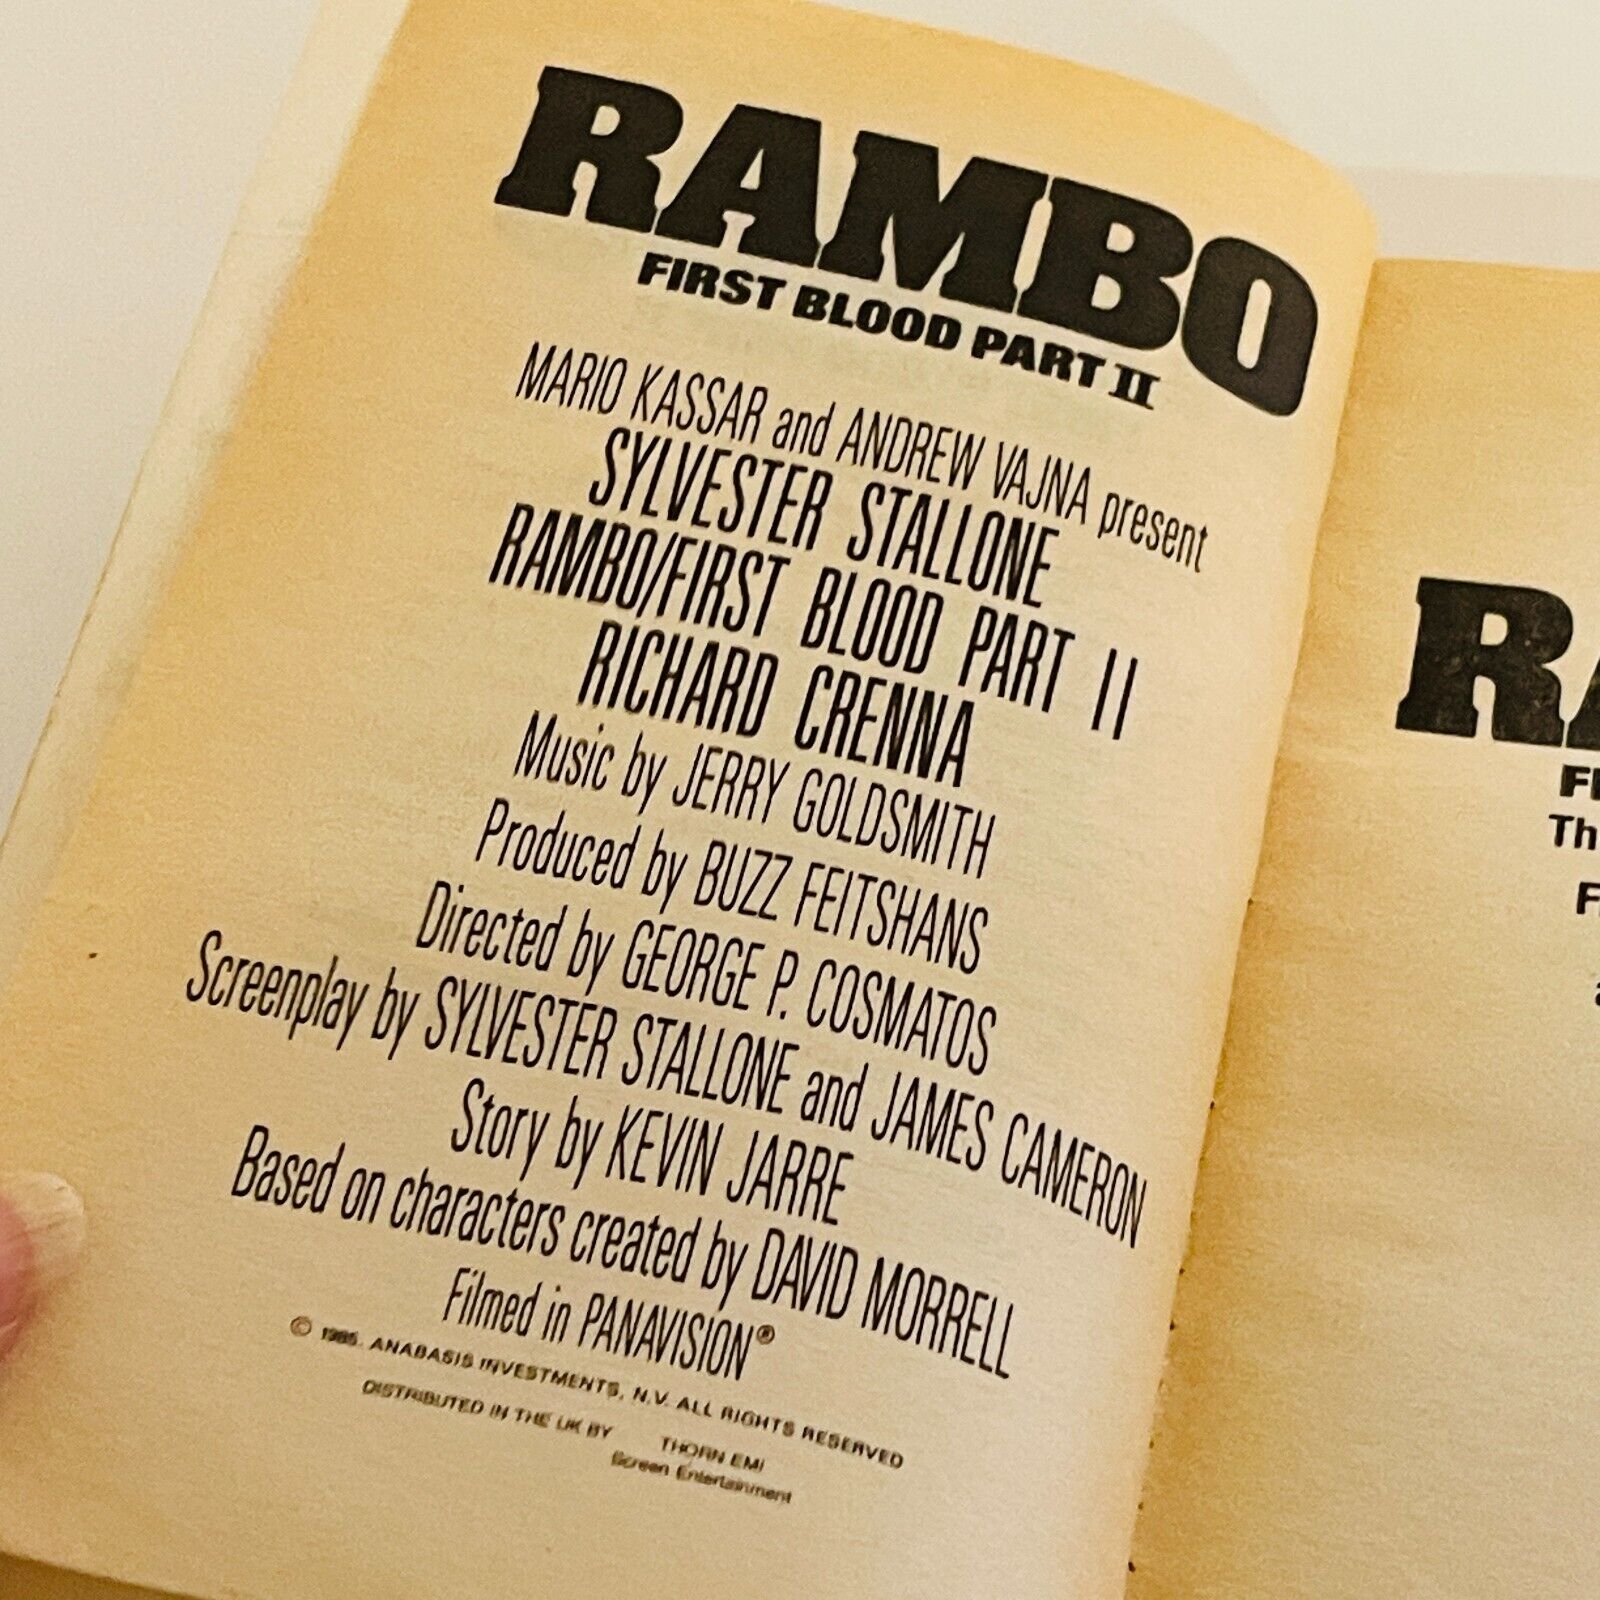 RAMBO
FIRST BLOOD PART II
MARIO KASSAR and ANDREW VAJNA present
SYLVESTER STALLONE
RAMBO/FIRST BLOOD PART II
RICHARD CRENNA
Music by JERRY GOLDSMITH
Produced by BUZZ FEITSHANS
Directed by GEORGE P. COSMATOS
Screenplay by SYLVESTER STALLONE and JAMES CAMERON
Story by KEVIN JARRE
Based on characters created by DAVID MORRELL
Filmed in PANAVISION®
© 1985. ANABASIS INVESTMENTS, N.V. ALL RIGHTS RESERVED
DISTRIBUTED IN THE UK BY THORN EMI
Screen Entertainment
RA
FI
Th